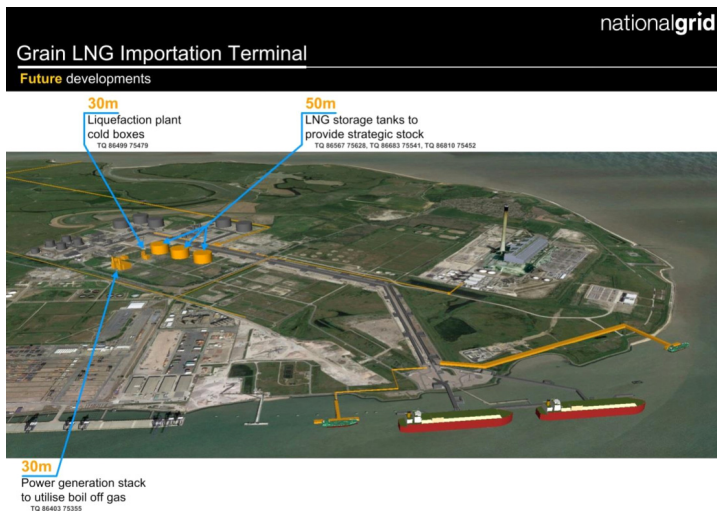 nationalgrid
Grain LNG Importation Terminal
Future developments
30m
Liquefaction plant
cold boxes
TQ 86499 75479
50m
LNG storage tanks to
provide strategic stock
TQ 86567 75628, TQ 86683 75541, TQ 86810 75452
30m
Power generation stack
to utilise boil off gas
TQ 86403 75355